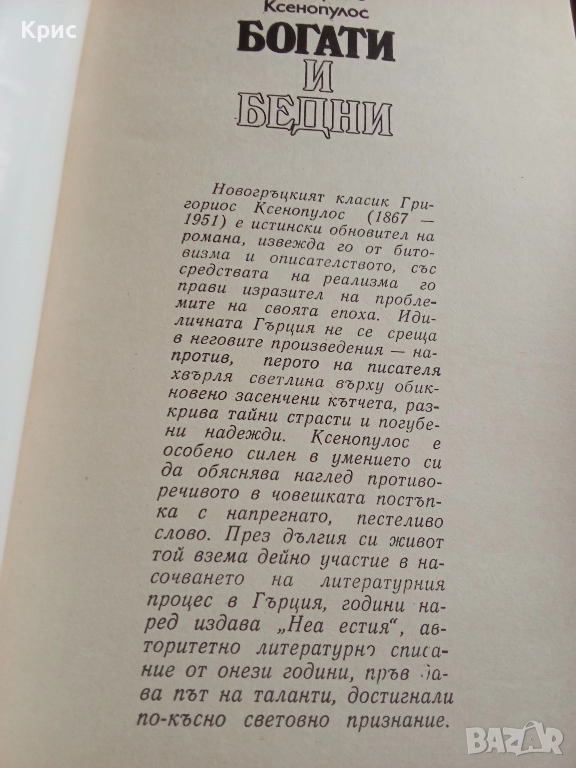 Крис
Ксенопулос
БОГАТИ
И
БЕДНИ
Новогръцкият класик Гри-
гориос Ксенопулос (1867 —
1951) е истински обновител на
романа, извежда го от бито-
визма и описателството, със
средствата на реализма го
прави изразител на пробле-
мите на своята епоха. Иди-
личната Гърция не се среща
в неговите произведения — на-
против, перото на писателя
хвърля светлина върху обик-
новено засенчени кътчета, раз-
крива тайни страсти и погубе-
ни надежди. Ксенопулос е
особено силен в умението си
да обяснява наглед противо-
речивото в човешката постъп-
ка с напрегнато, пестеливо
слово. През дългия си живот
той взема дейно участие в на-
сочването на литературния
процес в Гърция, години на-
ред издава „Неа естия“, ав-
торитетно литературно списа-
ние от онези години, пръв да-
ва път на таланти, достигнали
по-късно световно признание.
BAZAR